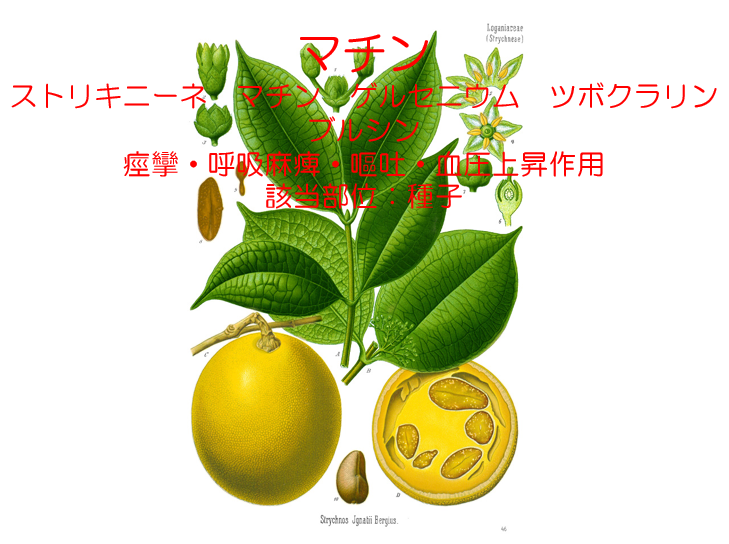 Loganiaceae
(Strychneae)
マチン
ストリキニーネ　マチン　ゲルセニウム　ツボクラリン
ブルシン
痙攣・呼吸麻痺・嘔吐・血圧上昇作用
該当部位：種子
C
A
B
D
Strychnos Jgnatii Bergius.